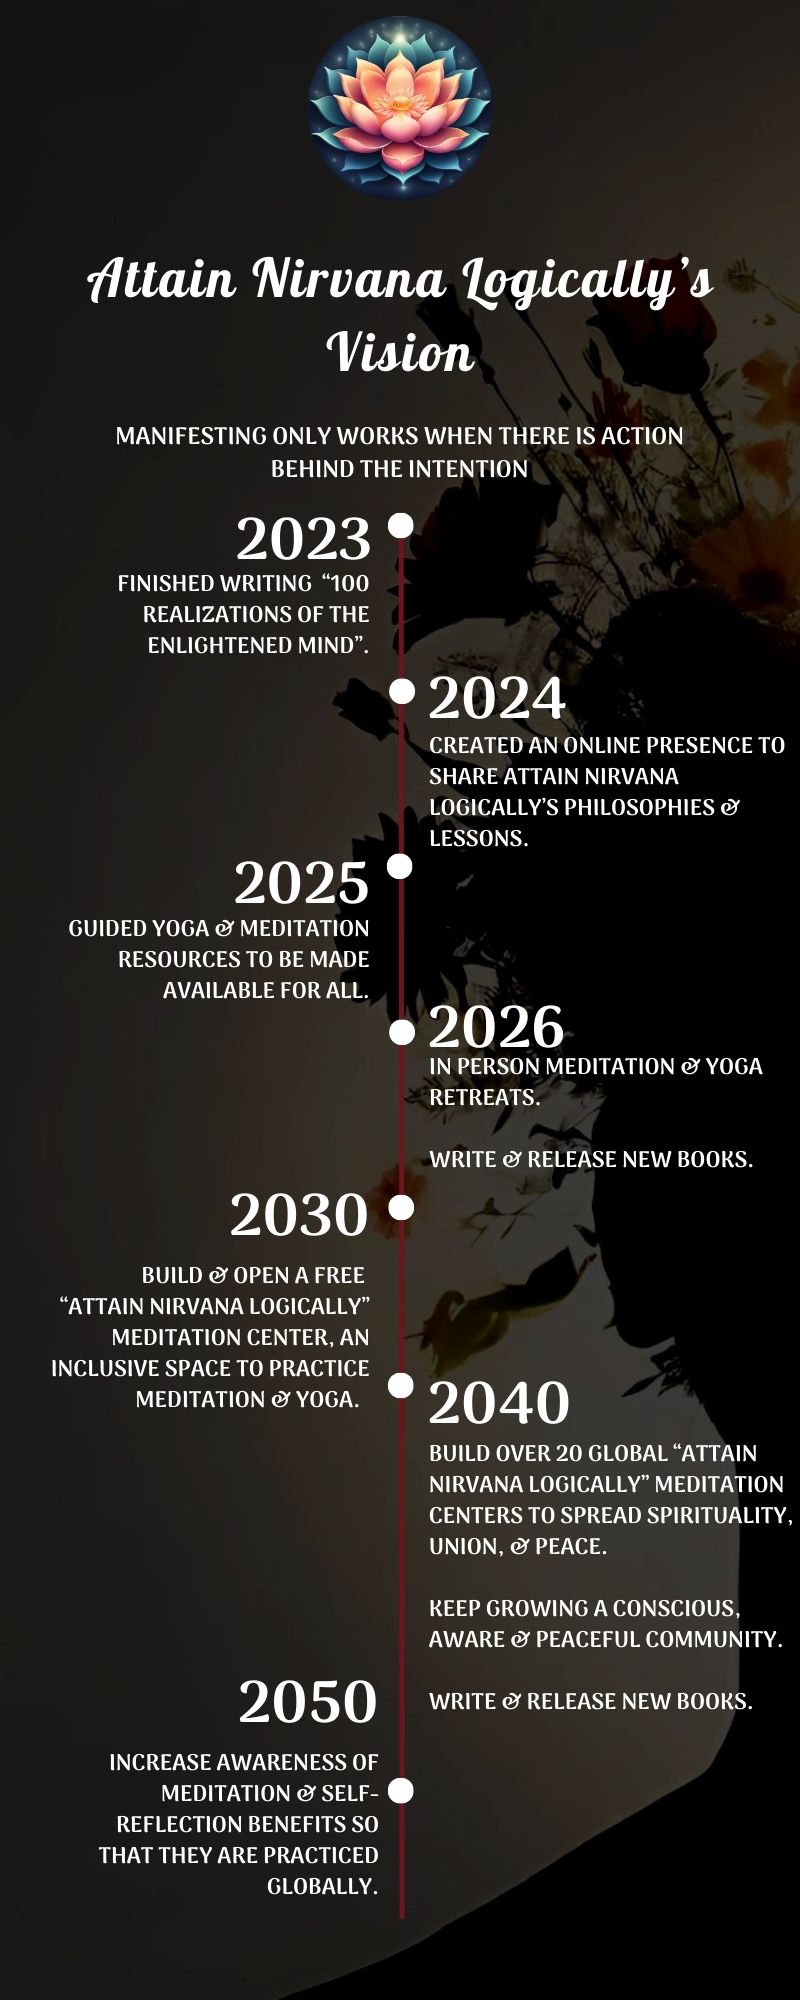 Attain Nirvana Logically’s
Vision
MANIFESTING ONLY WORKS WHEN THERE IS ACTION
BEHIND THE INTENTION
2023
FINISHED WRITING “100
REALIZATIONS OF THE
ENLIGHTENED MIND”.
2024
CREATED AN ONLINE PRESENCE TO
SHARE ATTAIN NIRVANA
LOGICALLY’S PHILOSOPHIES &
LESSONS.
2025
GUIDED YOGA & MEDITATION
RESOURCES TO BE MADE
AVAILABLE FOR ALL.
2026
IN PERSON MEDITATION & YOGA
RETREATS.
WRITE & RELEASE NEW BOOKS.
2030
BUILD & OPEN A FREE
“ATTAIN NIRVANA LOGICALLY”
MEDITATION CENTER, AN
INCLUSIVE SPACE TO PRACTICE
MEDITATION & YOGA.
2040
BUILD OVER 20 GLOBAL “ATTAIN
NIRVANA LOGICALLY” MEDITATION
CENTERS TO SPREAD SPIRITUALITY,
UNION, & PEACE.
KEEP GROWING A CONSCIOUS,
AWARE & PEACEFUL COMMUNITY.
WRITE & RELEASE NEW BOOKS.
2050
INCREASE AWARENESS OF
MEDITATION & SELF-
REFLECTION BENEFITS SO
THAT THEY ARE PRACTICED
GLOBALLY.